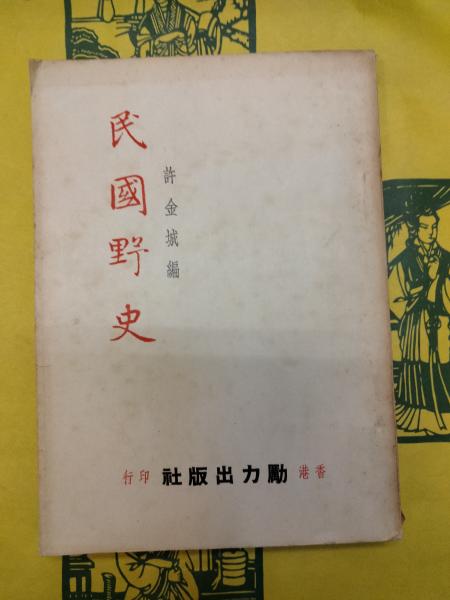 民國野史
許金城編
香港 勵力出版社 印行